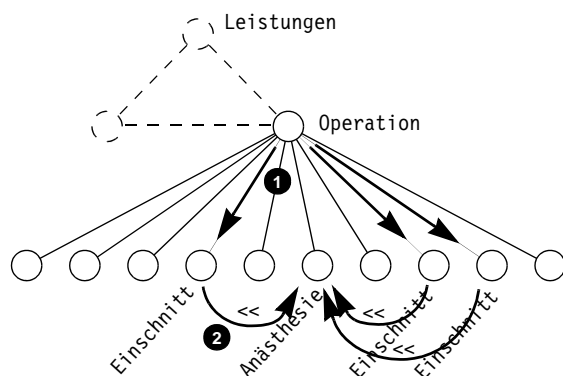 Leistungen
Operation
1
<<
<<
<<
2
Einschnitt
Anästhesie
Einschnitt
Einschnitt